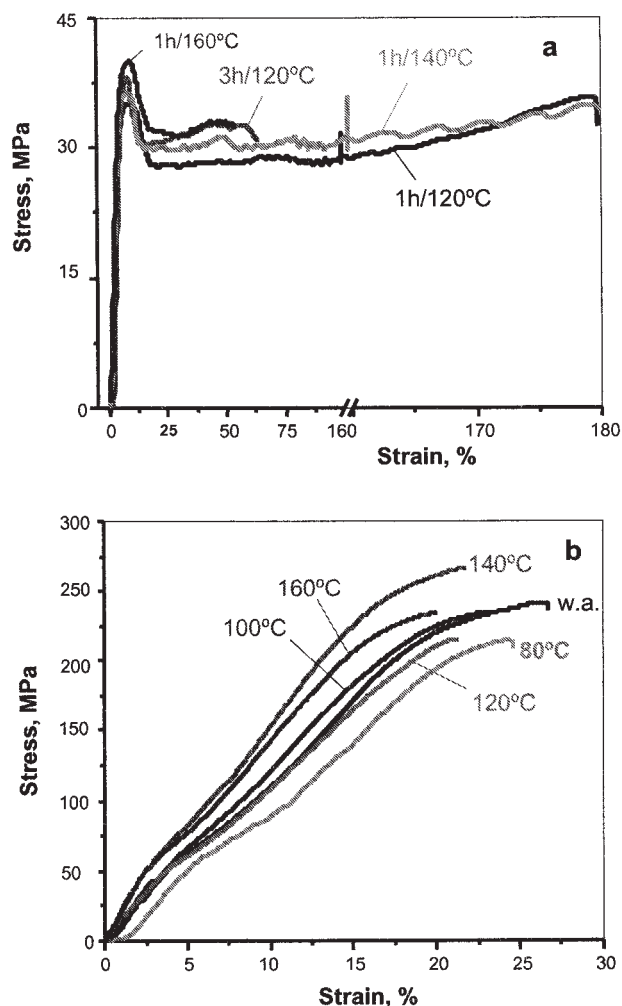 45
a
1h/160ºC
3h/120ºC
1h/140ºC
30
1h/120ºC
15
0
Stress, MPa
0 25 50 75 160 170 180
Strain, %
300
b
250
140ºC
160ºC
w.a.
100ºC
200
80ºC
120ºC
150
100
50
0
Stress, MPa
0 5 10 15 20 25 30
Strain, %